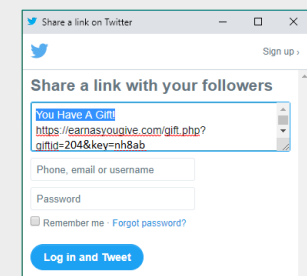 Share a link on Twitter
Sign up ›
Share a link with your followers
You Have A Gift!
https://earnasyougive.com/gift.php?
giftid=204&key=nh8ab
Phone, email or username
Password
Remember me · Forgot password?
Log in and Tweet